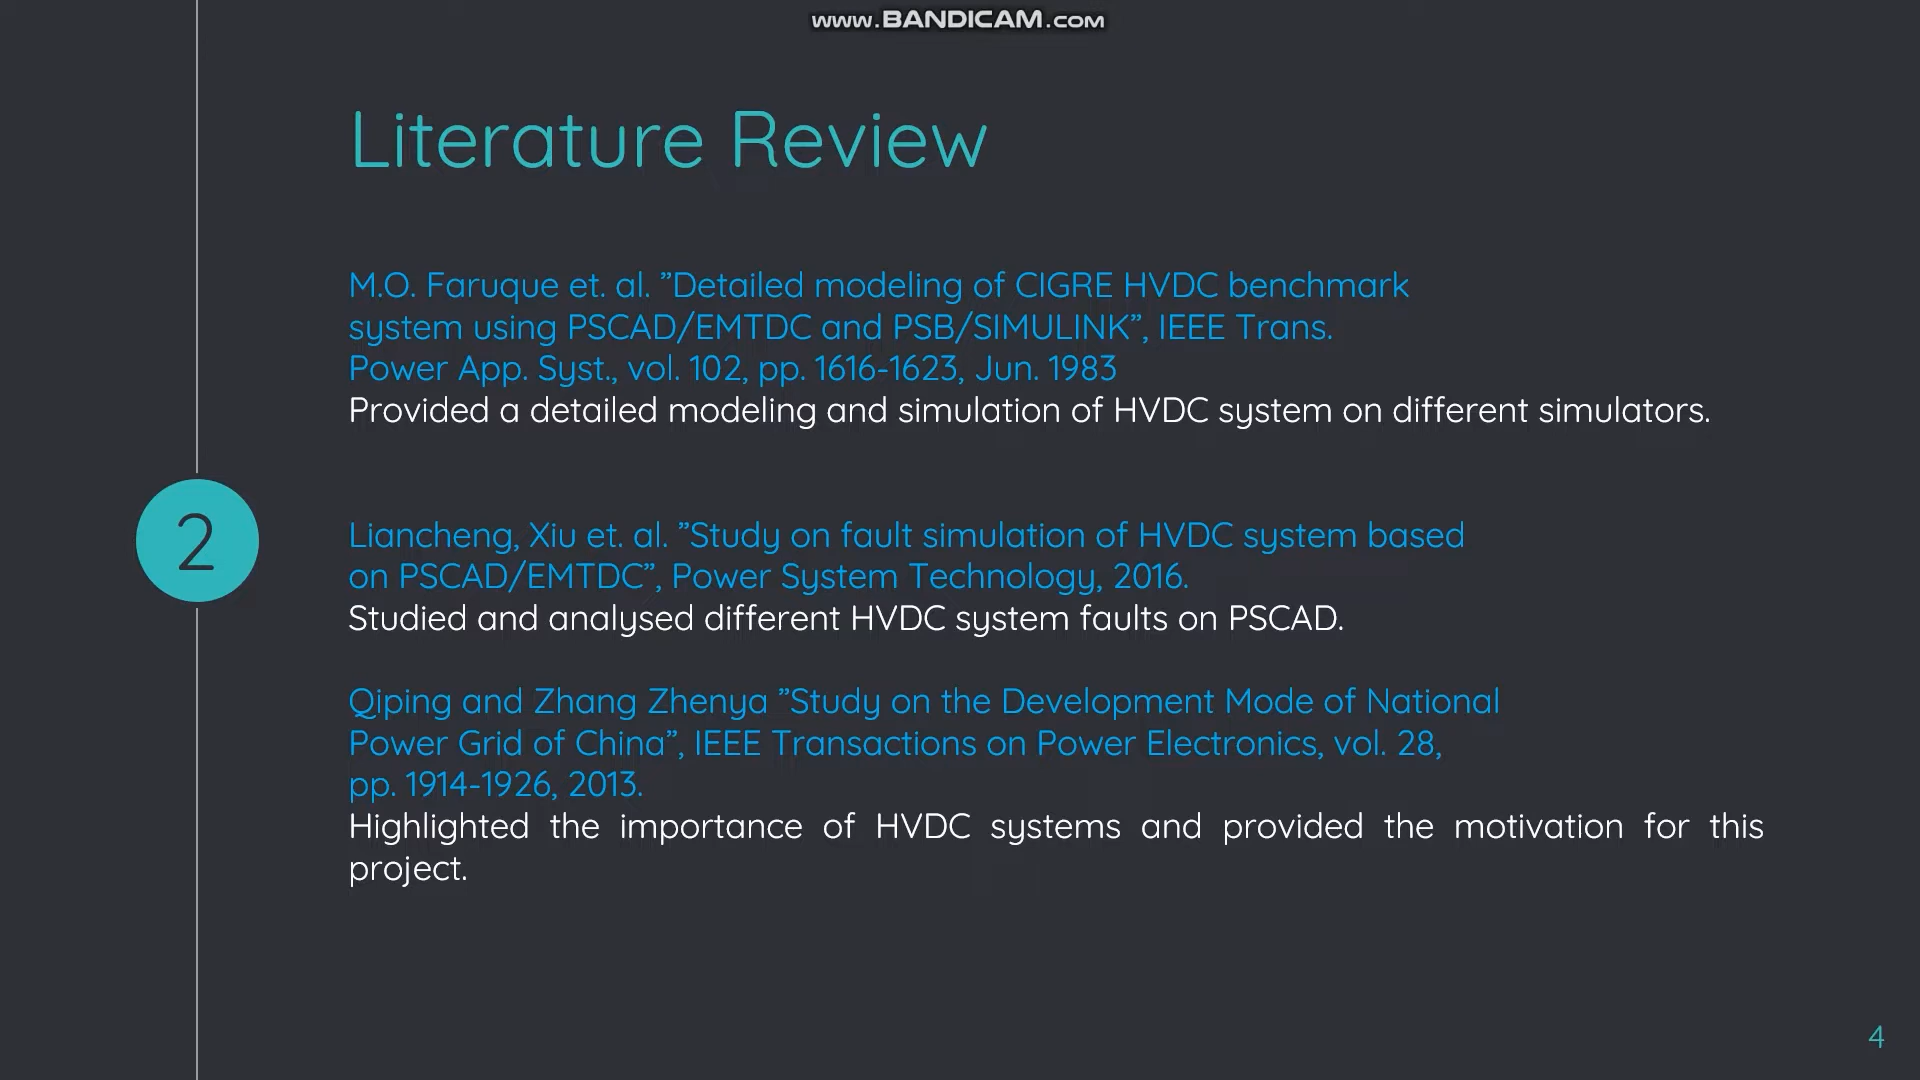 www.BANDICAM.com
Literature Review
M.O. Faruque et. al. ”Detailed modeling of CIGRE HVDC benchmark
system using PSCAD/EMTDC and PSB/SIMULINK”, IEEE Trans.
Power App. Syst., vol. 102, pp. 1616-1623, Jun. 1983
Provided a detailed modeling and simulation of HVDC system on different simulators.
2
Liancheng, Xiu et. al. ”Study on fault simulation of HVDC system based
on PSCAD/EMTDC”, Power System Technology, 2016.
Studied and analysed different HVDC system faults on PSCAD.
Qiping and Zhang Zhenya ”Study on the Development Mode of National
Power Grid of China”, IEEE Transactions on Power Electronics, vol. 28,
pp. 1914-1926, 2013.
Highlighted the importance of HVDC systems and provided the motivation for this
project.
4